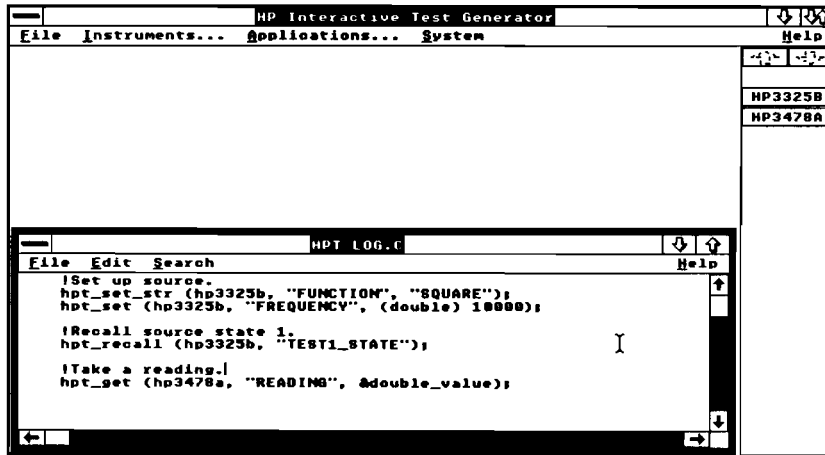 HP Interactive Test Generator
File Instruments... Applications... System Help
HP3325B
HP3478A
HPT LOG.C
File Edit Search Help
!Set up source.
hpt_set_str (hp3325b, "FUNCTION", "SQUARE");
hpt_set (hp3325b, "FREQUENCY", (double) 10000);
!Recall source state 1.
hpt_recall (hp3325b, "TEST1_STATE");
!Take a reading.
hpt_get (hp3478a, "READING", &double_value);